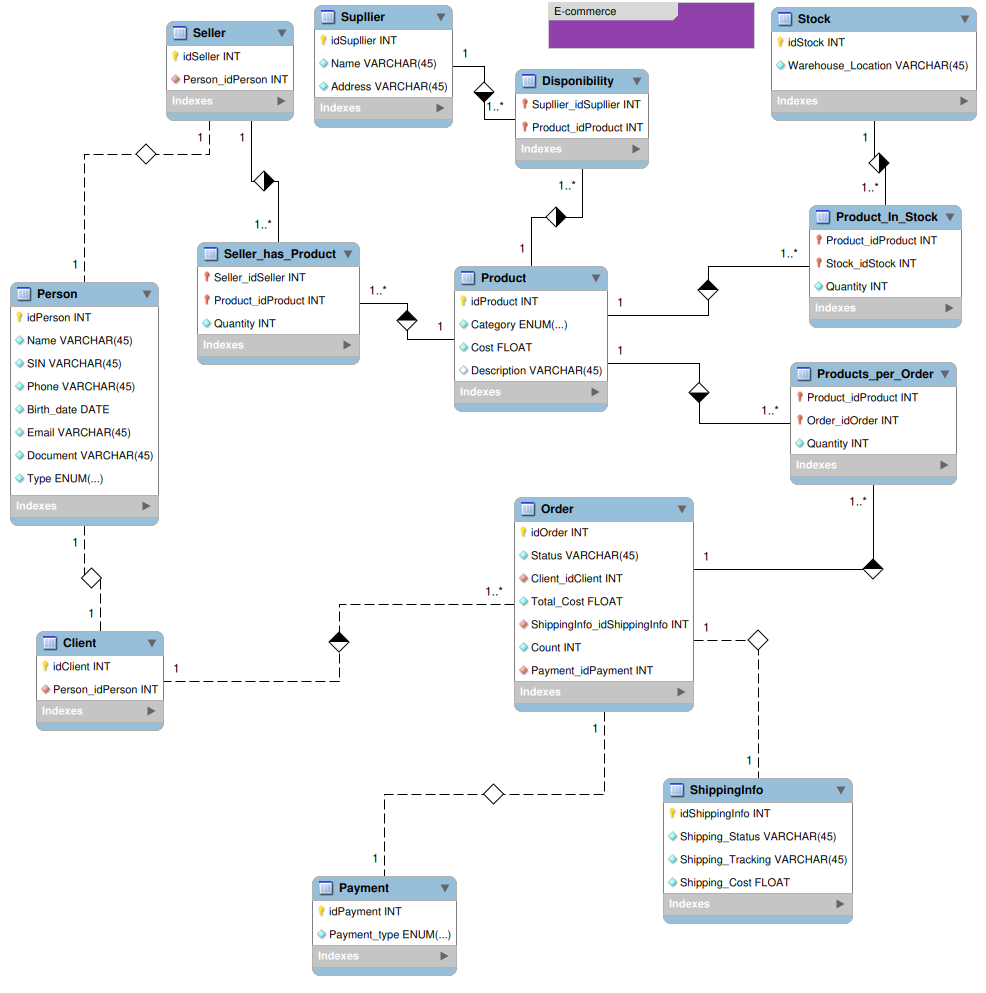 E-commerce
Seller
idSeller INT
Person_idPerson INT
Indexes
1
1
1
1..*
Supllier
idSupllier INT
Name VARCHAR(45)
Address VARCHAR(45)
Indexes
1
1..*
Disponibility
Supllier_idSupllier INT
Product_idProduct INT
Indexes
1..*
1
Stock
idStock INT
Warehouse_Location VARCHAR(45)
Indexes
1
1..*
Product_In_Stock
Product_idProduct INT
Stock_idStock INT
Quantity INT
Indexes
1..*
1
Seller_has_Product
Seller_idSeller INT
Product_idProduct INT
Quantity INT
Indexes
1..*
1
Product
idProduct INT
Category ENUM(...)
Cost FLOAT
Description VARCHAR(45)
Indexes
1
1..*
Person
idPerson INT
Name VARCHAR(45)
SIN VARCHAR(45)
Phone VARCHAR(45)
Birth_date DATE
Email VARCHAR(45)
Document VARCHAR(45)
Type ENUM(...)
Indexes
1
1
Products_per_Order
Product_idProduct INT
Order_idOrder INT
Quantity INT
Indexes
1..*
1
Order
idOrder INT
Status VARCHAR(45)
Client_idClient INT
Total_Cost FLOAT
ShippingInfo_idShippingInfo INT
Count INT
Payment_idPayment INT
Indexes
1..*
1
1
1
Client
idClient INT
Person_idPerson INT
Indexes
1
1
ShippingInfo
idShippingInfo INT
Shipping_Status VARCHAR(45)
Shipping_Tracking VARCHAR(45)
Shipping_Cost FLOAT
Indexes
Payment
idPayment INT
Payment_type ENUM(...)
Indexes